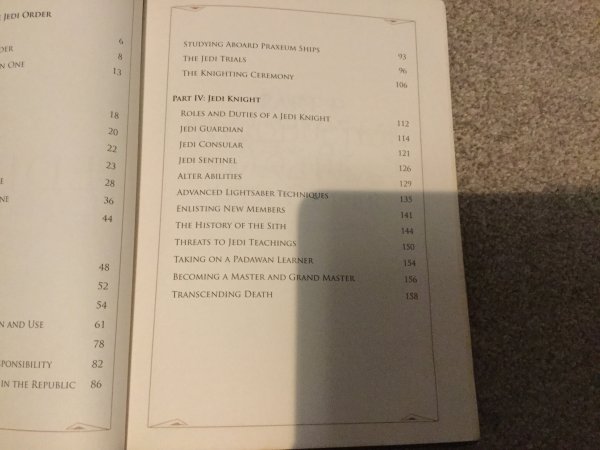 JEDI ORDER
6
DER 8
N ONE 13
18
20
22
23
E 28
NE 36
44
48
52
54
N AND USE 61
78
SPONSIBILITY 82
IN THE REPUBLIC 86
STUDYING ABOARD PRAXEUM SHIPS 93
THE JEDI TRIALS 96
THE KNIGHTING CEREMONY 106
PART IV: JEDI KNIGHT
ROLES AND DUTIES OF A JEDI KNIGHT 112
JEDI GUARDIAN 114
JEDI CONSULAR 121
JEDI SENTINEL 126
ALTER ABILITIES 129
ADVANCED LIGHTSABER TECHNIQUES 135
ENLISTING NEW MEMBERS 141
THE HISTORY OF THE SITH 144
THREATS TO JEDI TEACHINGS 150
TAKING ON A PADAWAN LEARNER 154
BECOMING A MASTER AND GRAND MASTER 156
TRANSCENDING DEATH 158